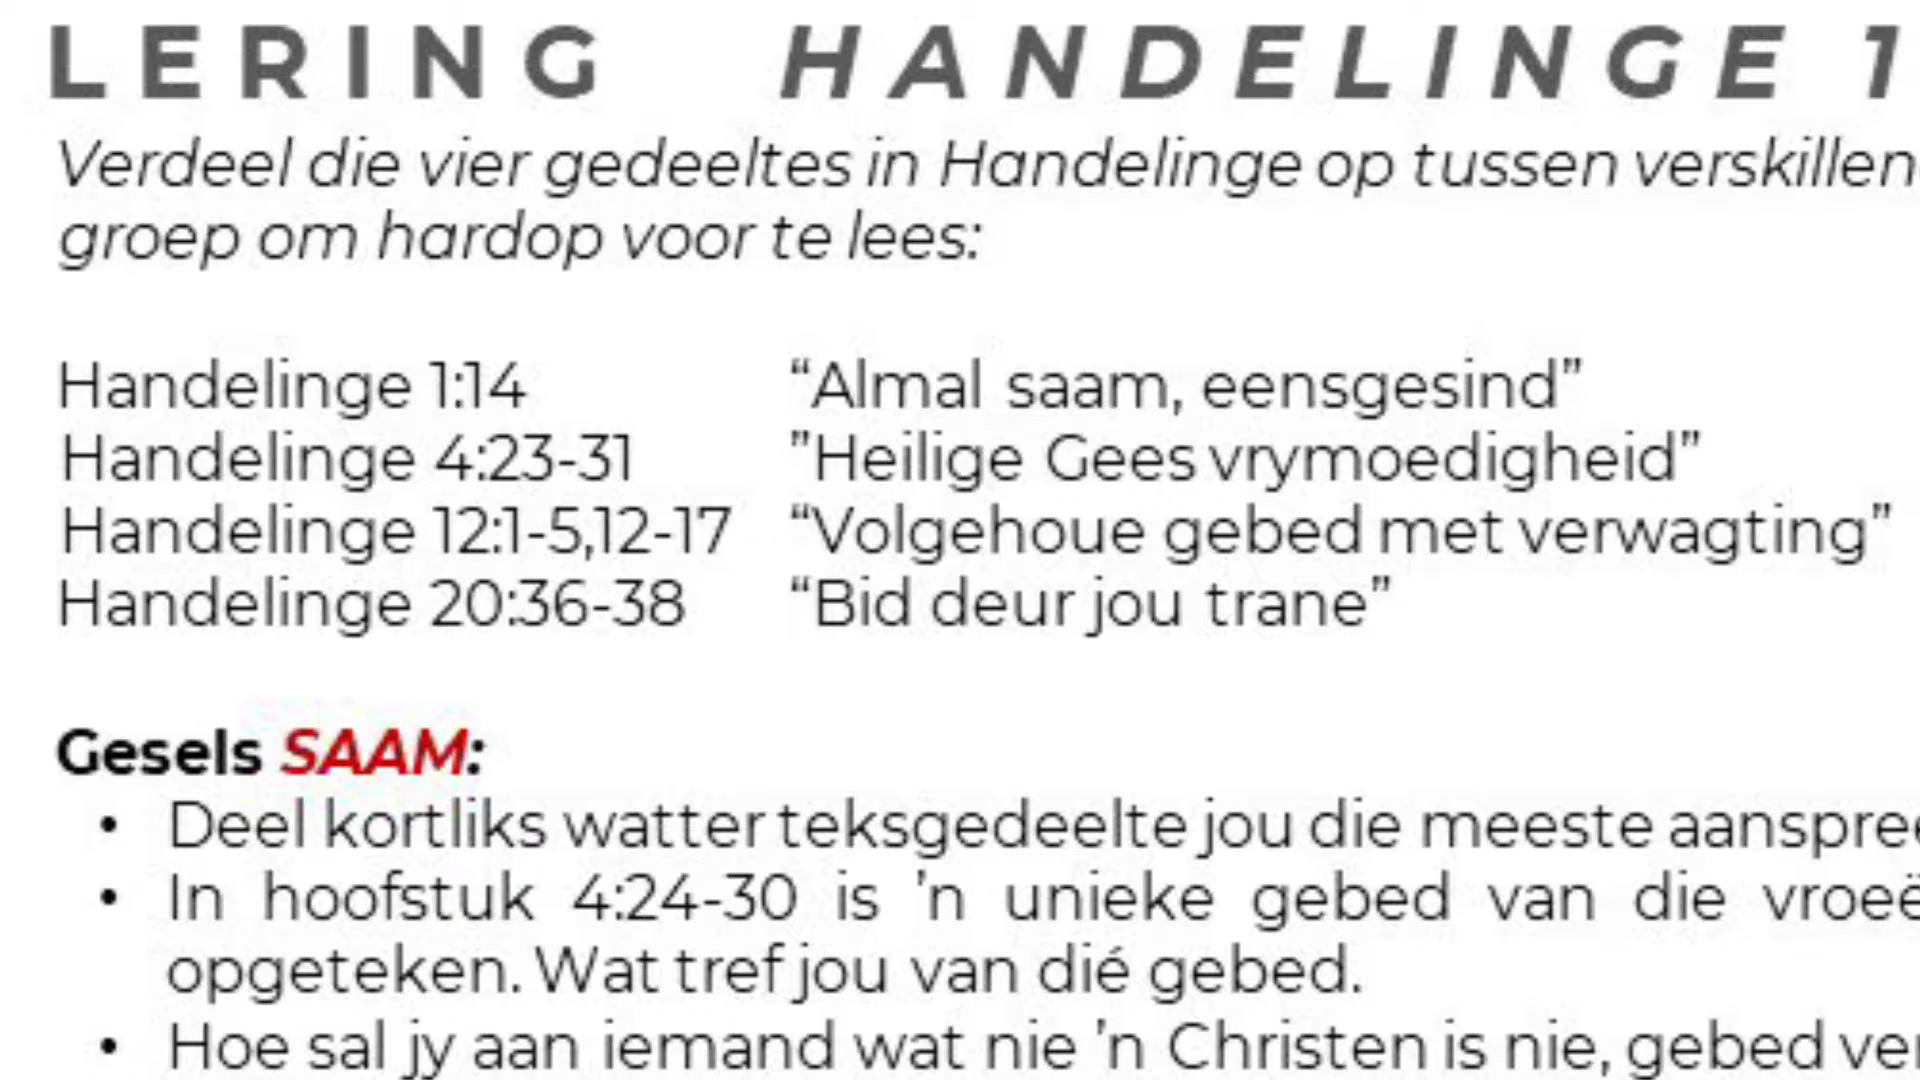 LERING HANDELINGE 1
Verdeel die vier gedeeltes in Handelinge op tussen
groep om hardop voor te lees:
Handelinge 1:14 “Almal saam, eensgesind”
Handelinge 4:23-31 ”Heilige Gees vrymoedigheid”
Handelinge 12:1-5,12-17 “Volgehoue gebed met verwagting”
Handelinge 20:36-38 “Bid deur jou trane”
Gesels SAAM:
• Deel kortliks watter teksgedeelte jou die meeste
• In hoofstuk 4:24-30 is ’n unieke gebed van die
opgeteken. Wat tref jou van dié gebed.
• Hoe sal jy aan iemand wat nie ’n Christen is nie, gebed